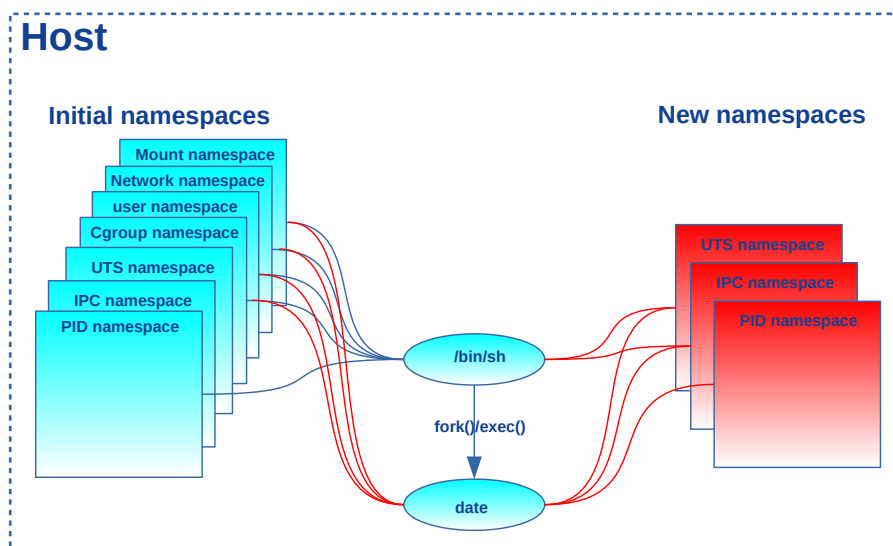 Host
Initial namespaces
Mount namespace
Network namespace
user namespace
Cgroup namespace
UTS namespace
IPC namespace
PID namespace
New namespaces
UTS namespace
IPC namespace
PID namespace
/bin/sh
fork()/exec()
date